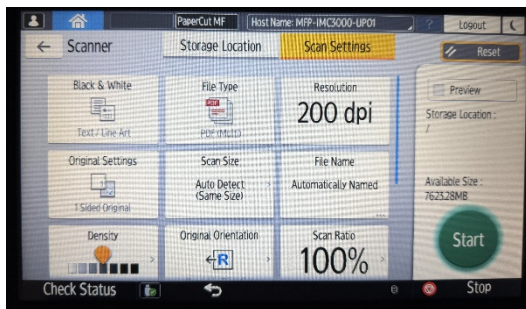 PaperCut MF Host Name: MFP-IMC3000-UP01 ? Logout
Scanner Storage Location Scan Settings Reset
Black & White
Text / Line Art
File Type
PDF (Multi)
Resolution
200 dpi
Preview
Storage Location :
/
Original Settings
1 Sided Original
Scan Size
Auto Detect
(Same Size)
File Name
Automatically Named
...
Available Size :
7623.28MB
Density
Original Orientation
R
Scan Ratio
100%
Start
Check Status
Stop